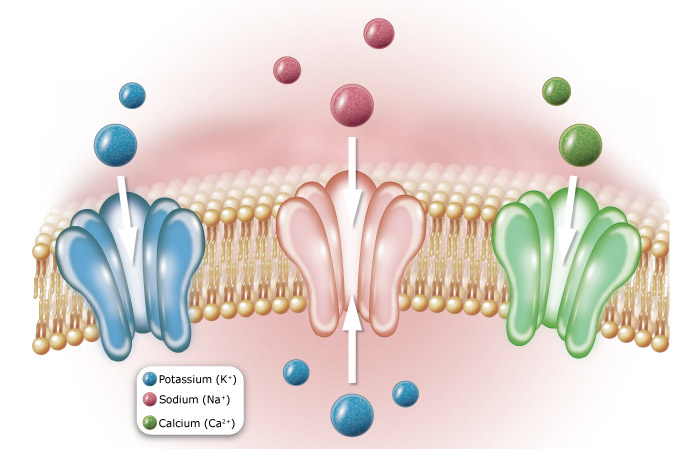 Potassium (K⁺)
Sodium (Na⁺)
Calcium (Ca²⁺)